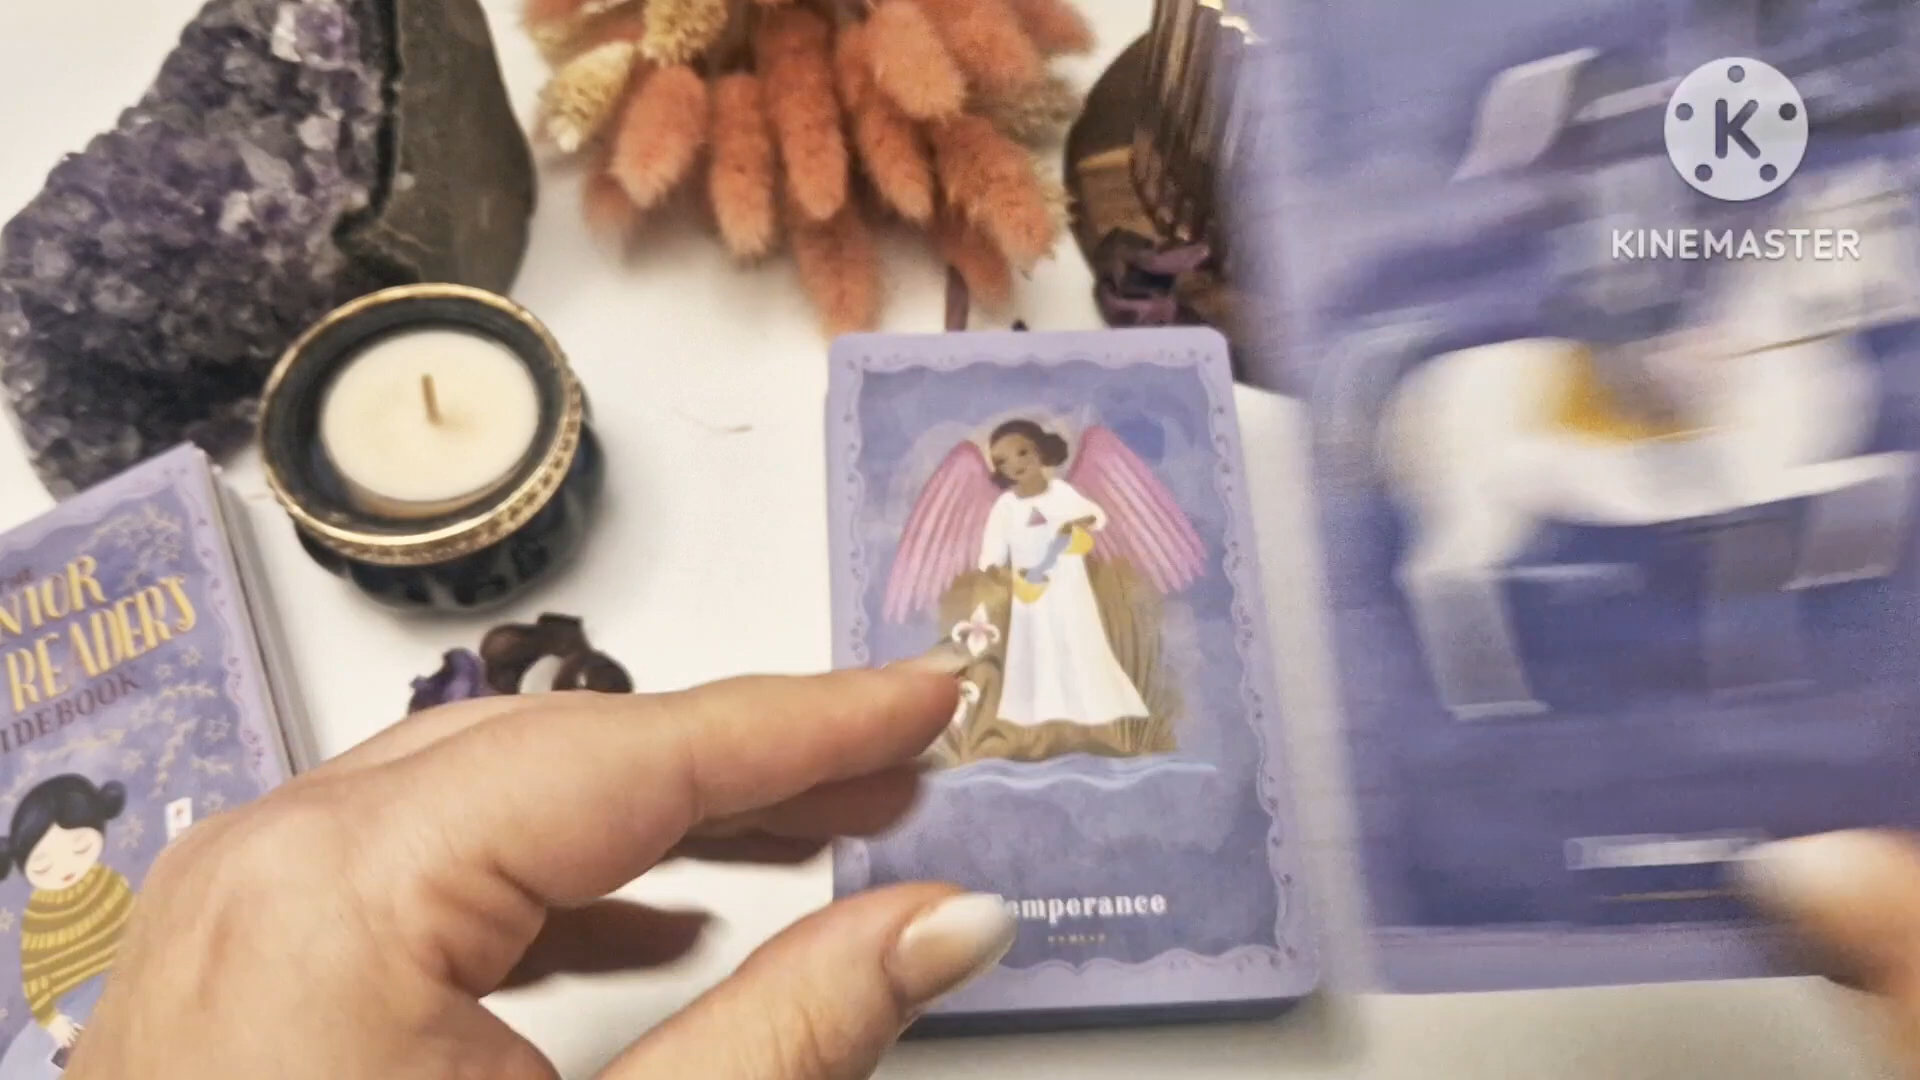 K
KINEMASTER
NIOR
READER'S
IDEBOOK
emperance